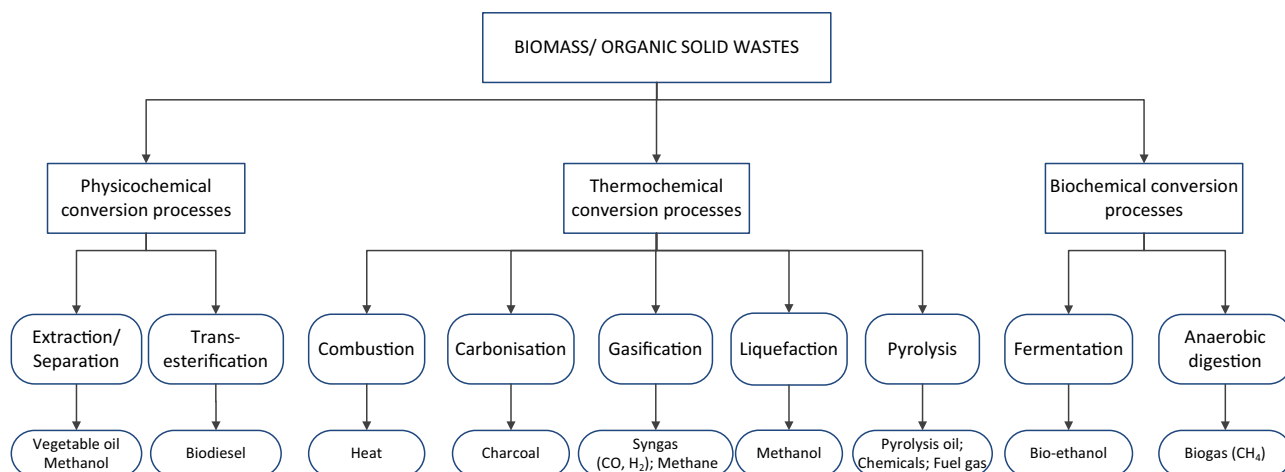 BIOMASS/ ORGANIC SOLID WASTES
Physicochemical
conversion processes
Thermochemical
conversion processes
Biochemical conversion
processes
Extraction/
Separation
Trans-
esterification
Combustion
Carbonisation
Gasification
Liquefaction
Pyrolysis
Fermentation
Anaerobic
digestion
Vegetable oil
Methanol
Biodiesel
Heat
Charcoal
Syngas
(CO, H₂); Methane
Methanol
Pyrolysis oil;
Chemicals; Fuel gas
Bio-ethanol
Biogas (CH₄)